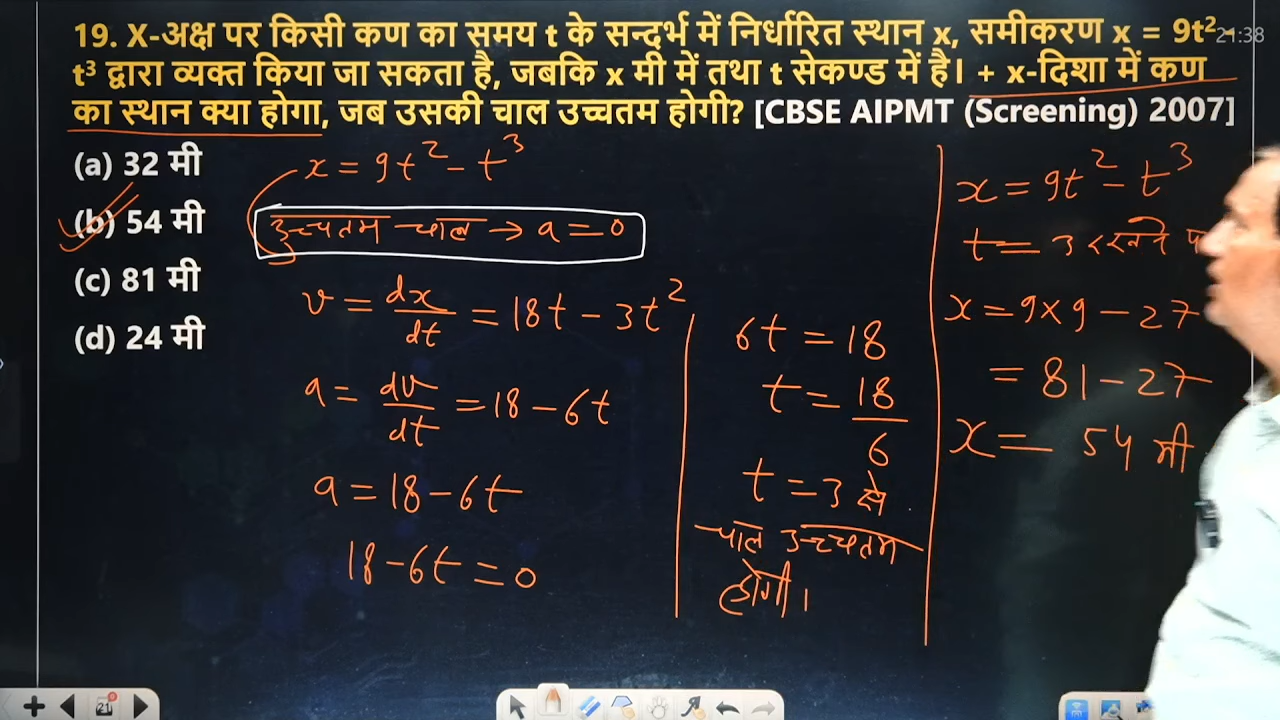 19. X-अक्ष पर किसी कण का समय t के सन्दर्भ में निर्धारित स्थान x, समीकरण x = 9t² -
21:38
t³ द्वारा व्यक्त किया जा सकता है, जबकि x मी में तथा t सेकण्ड में है। + x-दिशा में कण
का स्थान क्या होगा, जब उसकी चाल उच्चतम होगी? [CBSE AIPMT (Screening) 2007]
(a) 32 मी
(b) 54 मी
(c) 81 मी
(d) 24 मी
x = 9t² - t³
उच्चतम चाल → a = 0
v = dx/dt = 18t - 3t²
a = dv/dt = 18 - 6t
a = 18 - 6t
18 - 6t = 0
6t = 18
t = 18/6
t = 3 से
चाल उच्चतम
होगी।
x = 9t² - t³
t = 3 रखने
x = 9×9 - 27
= 81 - 27
x = 54 मी
21